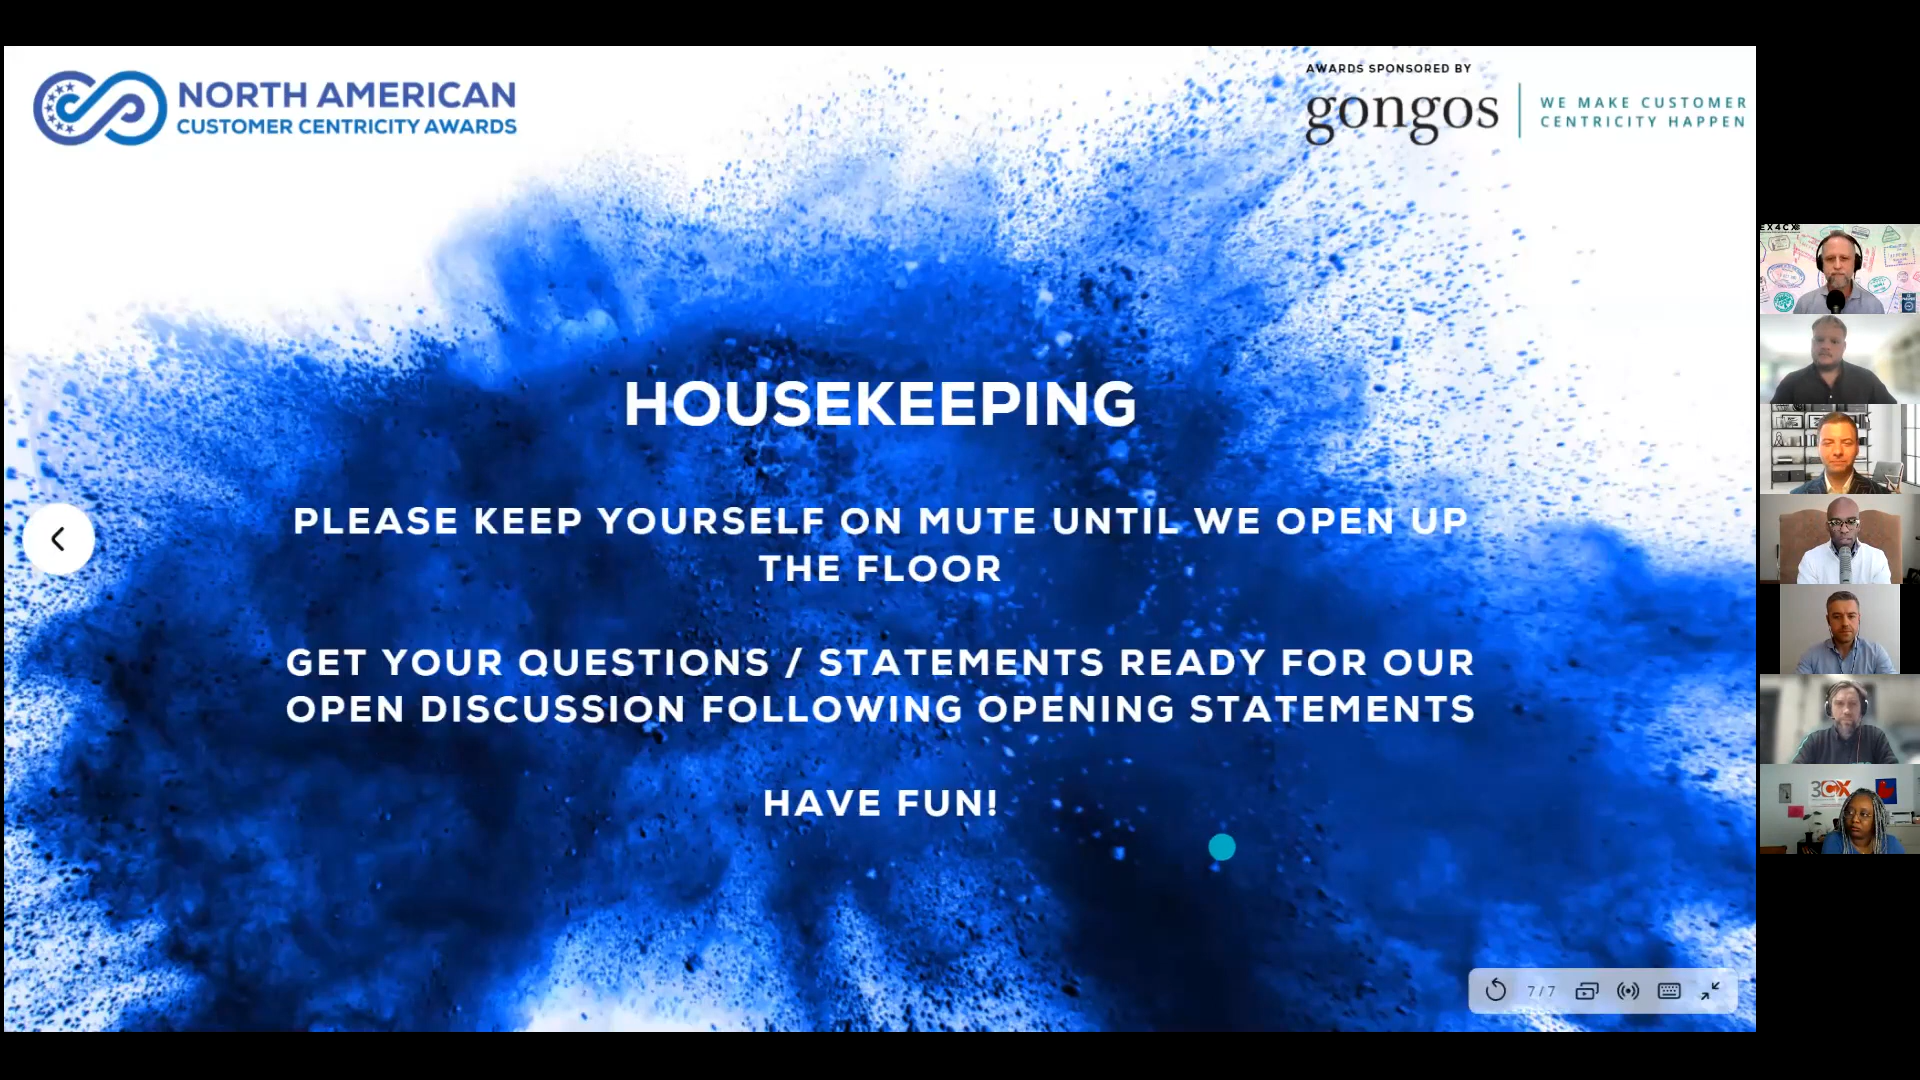 NORTH AMERICAN
CUSTOMER CENTRICITY AWARDS
AWARDS SPONSORED BY
gongos
WE MAKE CUSTOMER
CENTRICITY HAPPEN
HOUSEKEEPING
PLEASE KEEP YOURSELF ON MUTE UNTIL WE OPEN UP
THE FLOOR
GET YOUR QUESTIONS / STATEMENTS READY FOR OUR
OPEN DISCUSSION FOLLOWING OPENING STATEMENTS
HAVE FUN!
7/7
EX4CX
3CX